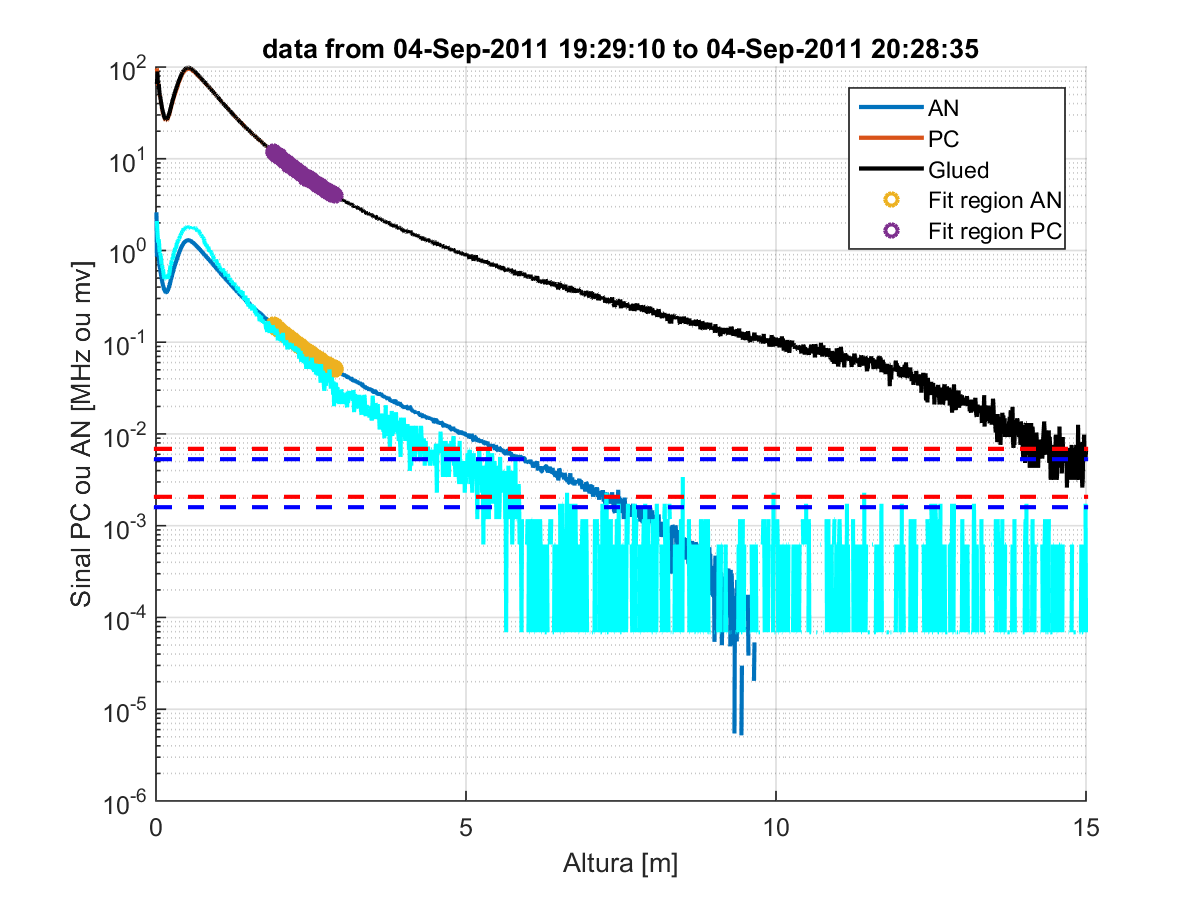 data from 04-Sep-2011 19:29:10 to 04-Sep-2011 20:28:35
10^2
10^1
10^0
10^-1
10^-2
10^-3
10^-4
10^-5
10^-6
Sinal PC ou AN [MHz ou mv]
AN
PC
Glued
Fit region AN
Fit region PC
0 5 10 15
Altura [m]